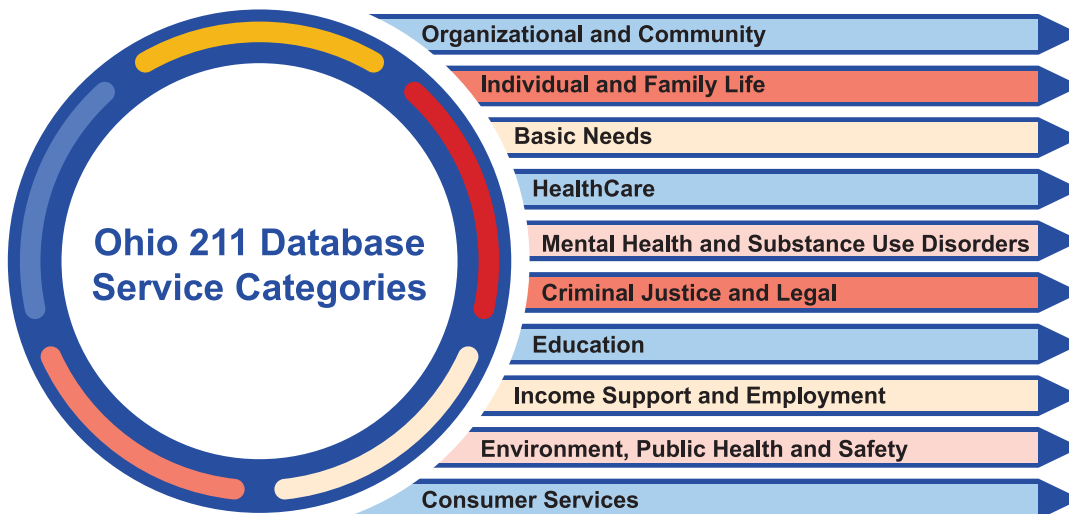 Ohio 211 Database
Service Categories
Organizational and Community
Individual and Family Life
Basic Needs
HealthCare
Mental Health and Substance Use Disorders
Criminal Justice and Legal
Education
Income Support and Employment
Environment, Public Health and Safety
Consumer Services